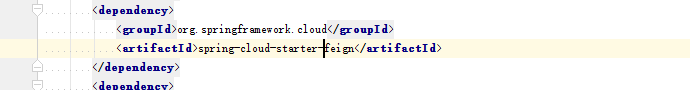 <dependency>
<groupId>org.springframework.cloud</groupId>
<artifactId>spring-cloud-starter-feign</artifactId>
</dependency>
<dependency>